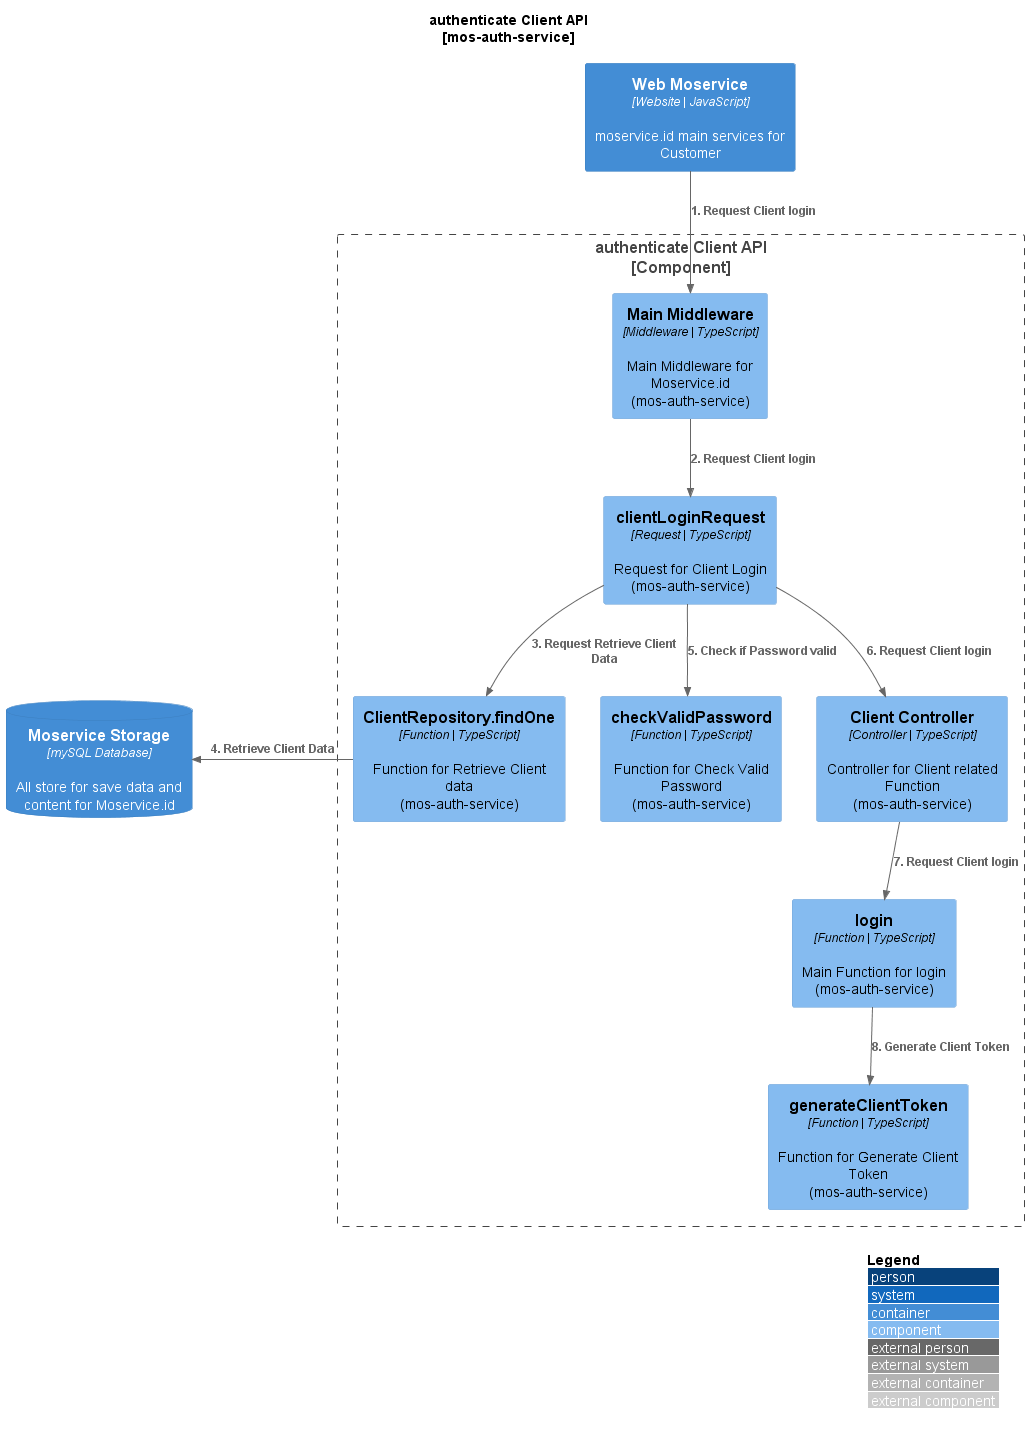 authenticate Client API
[mos-auth-service]
Web Moservice
[Website | JavaScript]
moservice.id main services for
Customer
1. Request Client login
authenticate Client API
[Component]
Main Middleware
[Middleware | TypeScript]
Main Middleware for
Moservice.id
(mos-auth-service)
2. Request Client login
clientLoginRequest
[Request | TypeScript]
Request for Client Login
(mos-auth-service)
3. Request Retrieve Client
Data
5. Check if Password valid
6. Request Client login
Moservice Storage
[mySQL Database]
All store for save data and
content for Moservice.id
4. Retrieve Client Data
ClientRepository.findOne
[Function | TypeScript]
Function for Retrieve Client
data
(mos-auth-service)
checkValidPassword
[Function | TypeScript]
Function for Check Valid
Password
(mos-auth-service)
Client Controller
[Controller | TypeScript]
Controller for Client related
Function
(mos-auth-service)
7. Request Client login
login
[Function | TypeScript]
Main Function for login
(mos-auth-service)
8. Generate Client Token
generateClientToken
[Function | TypeScript]
Function for Generate Client
Token
(mos-auth-service)
Legend
person
system
container
component
external person
external system
external container
external component